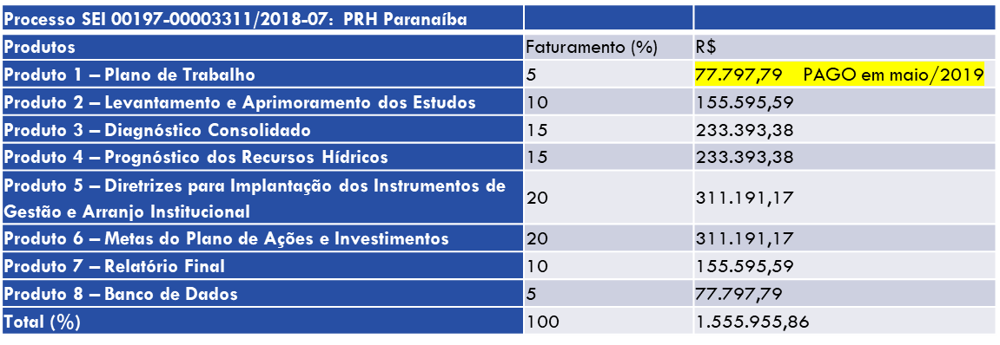 Processo SEI 00197-00003311/2018-07: PRH Paranaíba
Produtos Faturamento (%) R$
Produto 1 – Plano de Trabalho 5 77.797,79 PAGO em maio/2019
Produto 2 – Levantamento e Aprimoramento dos Estudos 10 155.595,59
Produto 3 – Diagnóstico Consolidado 15 233.393,38
Produto 4 – Prognóstico dos Recursos Hídricos 15 233.393,38
Produto 5 – Diretrizes para Implantação dos Instrumentos de
Gestão e Arranjo Institucional 20 311.191,17
Produto 6 – Metas do Plano de Ações e Investimentos 20 311.191,17
Produto 7 – Relatório Final 10 155.595,59
Produto 8 – Banco de Dados 5 77.797,79
Total (%) 100 1.555.955,86